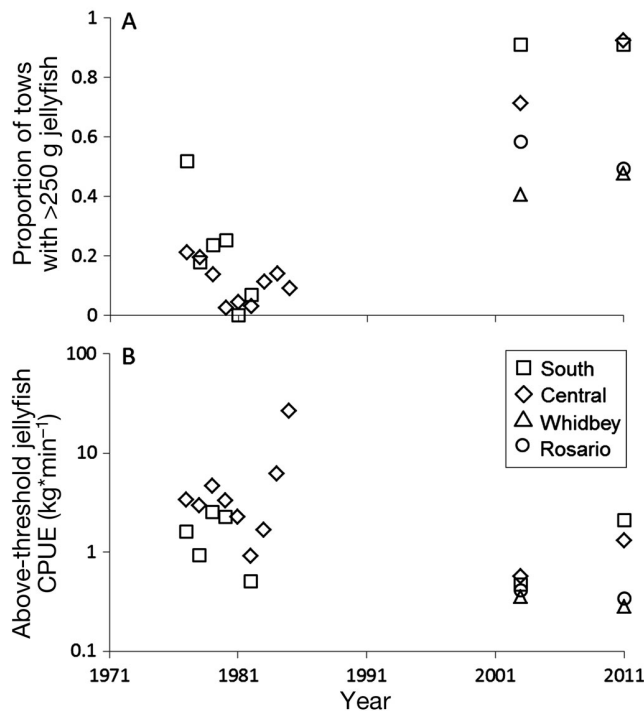 A
Proportion of tows
with >250 g jellyfish
1
0.8
0.6
0.4
0.2
0
B
Above-threshold jellyfish
CPUE (kg*min⁻¹)
100
10
1
0.1
South
Central
Whidbey
Rosario
1971
1981
1991
2001
2011
Year